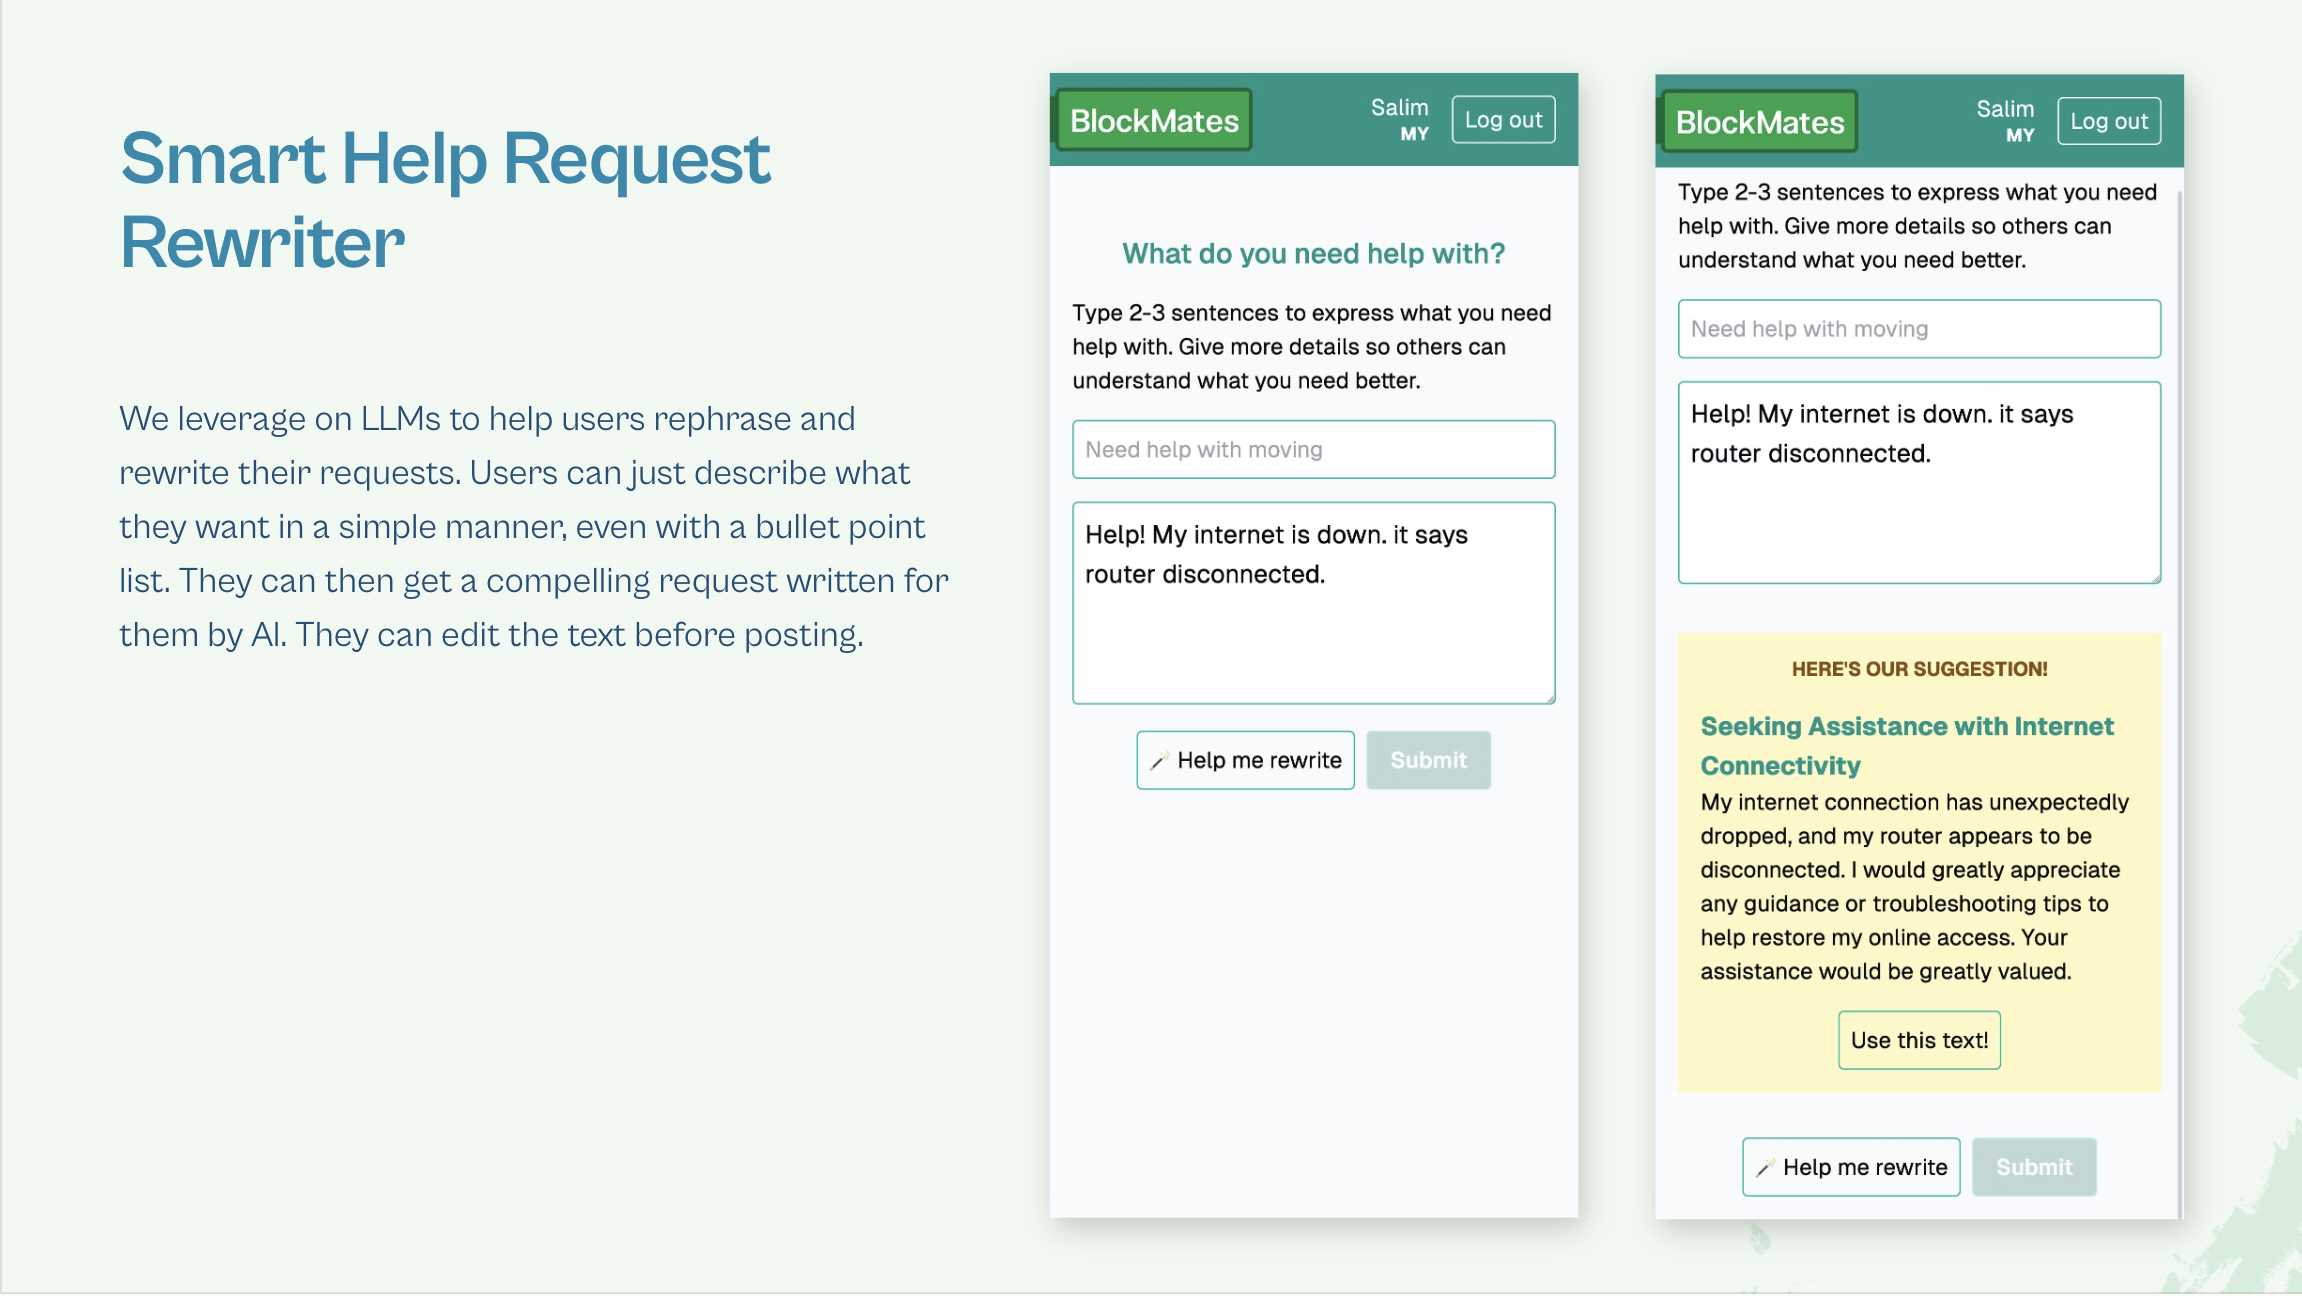 Smart Help Request
Rewriter
We leverage on LLMs to help users rephrase and
rewrite their requests. Users can just describe what
they want in a simple manner, even with a bullet point
list. They can then get a compelling request written for
them by AI. They can edit the text before posting.
BlockMates
Salim
MY
Log out
What do you need help with?
Type 2-3 sentences to express what you need
help with. Give more details so others can
understand what you need better.
Need help with moving
Help! My internet is down. it says
router disconnected.
Help me rewrite
Submit
BlockMates
Salim
MY
Log out
Type 2-3 sentences to express what you need
help with. Give more details so others can
understand what you need better.
Need help with moving
Help! My internet is down. it says
router disconnected.
HERE'S OUR SUGGESTION!
Seeking Assistance with Internet
Connectivity
My internet connection has unexpectedly
dropped, and my router appears to be
disconnected. I would greatly appreciate
any guidance or troubleshooting tips to
help restore my online access. Your
assistance would be greatly valued.
Use this text!
Help me rewrite
Submit